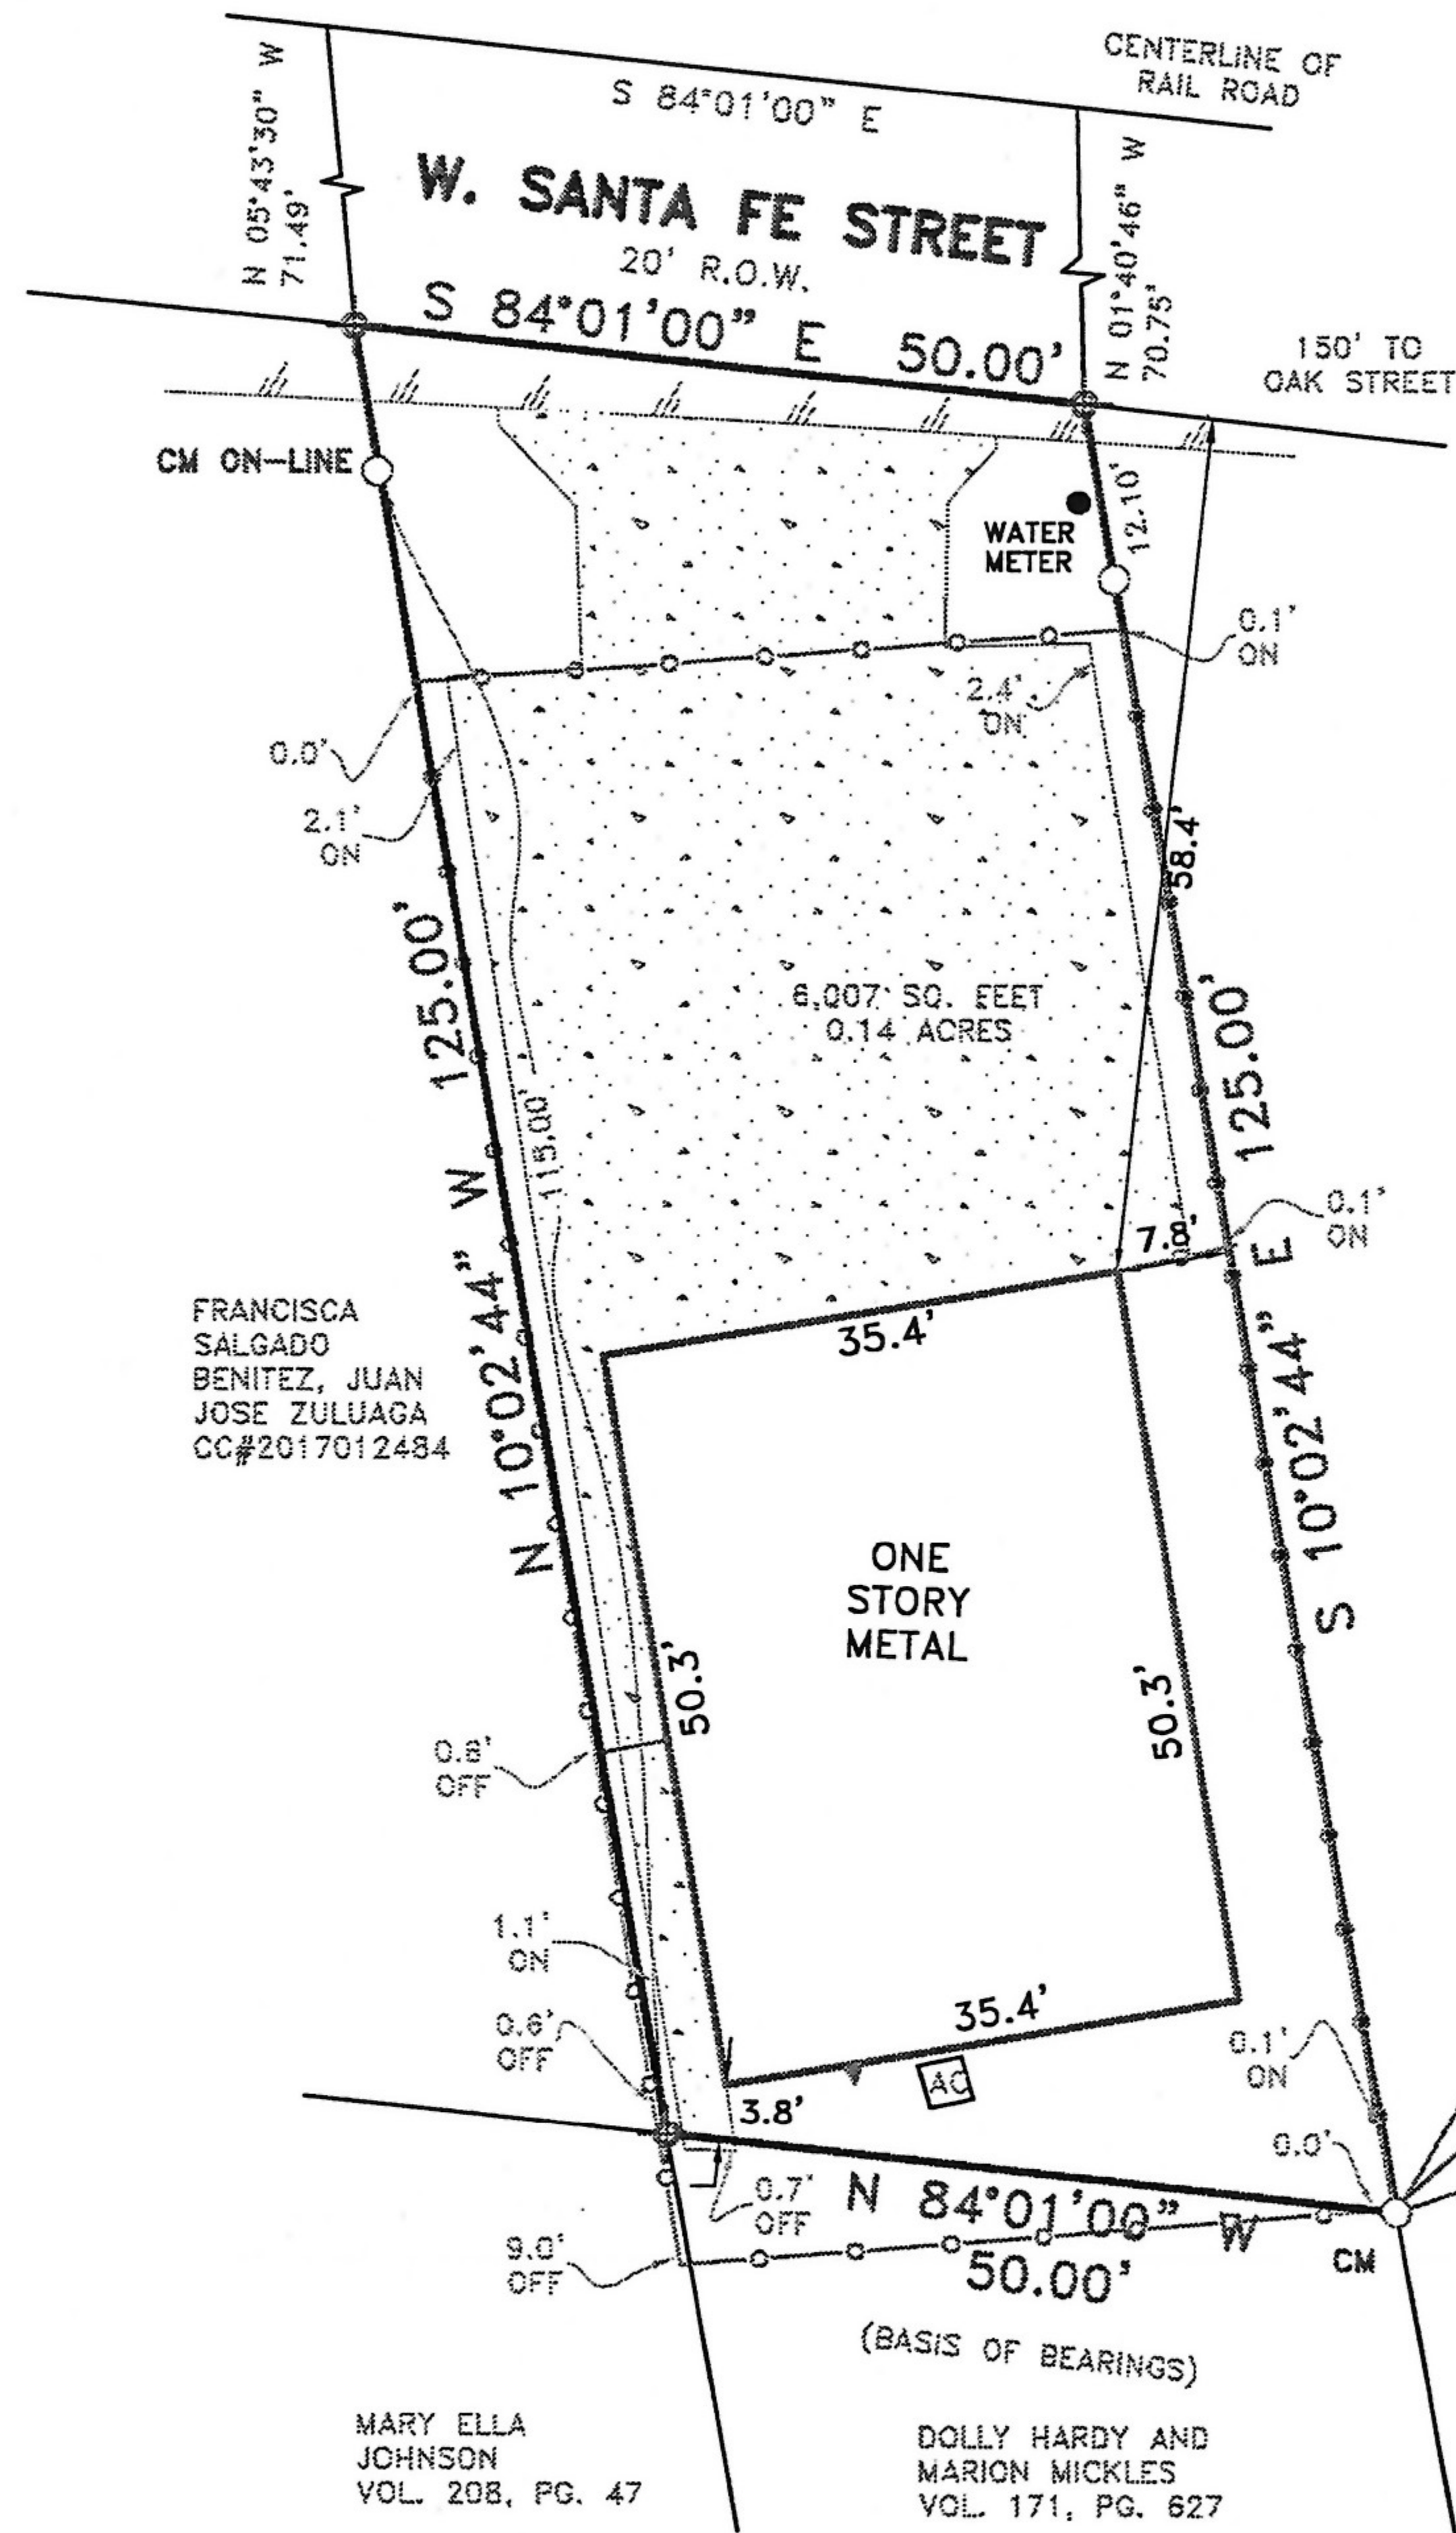 CENTERLINE OF
RAIL ROAD
S 84°01'00" E
N 05°43'30" W
71.49'
W. SANTA FE STREET
20' R.O.W.
N 01°40'46" W
70.75'
S 84°01'00" E 50.00'
150' TO
OAK STREET
CM ON-LINE
WATER
METER
12.10'
0.1'
ON
2.4'
ON
0.0'
2.1'
ON
58.4'
6,007 SQ. FEET
0.14 ACRES
115.00'
N 10°02'44" W 125.00'
S 10°02'44" E 125.00'
7.8'
0.1'
ON
35.4'
FRANCISCA
SALGADO
BENITEZ, JUAN
JOSE ZULUAGA
CC#2017012484
ONE
STORY
METAL
50.3'
50.3'
0.8'
OFF
1.1'
ON
35.4'
0.6'
OFF
AC
0.1'
ON
3.8'
0.0'
0.7'
OFF
N 84°01'00" W
50.00'
9.0'
OFF
CM
(BASIS OF BEARINGS)
MARY ELLA
JOHNSON
VOL. 208, PG. 47
DOLLY HARDY AND
MARION MICKLES
VOL. 171, PG. 627